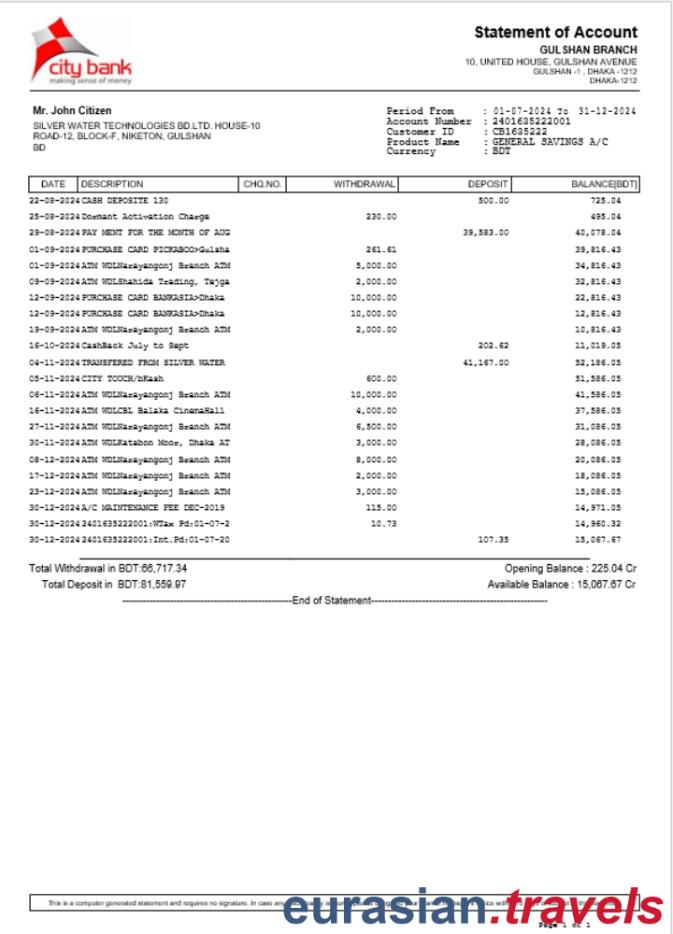 city bank
making sense of money
Statement of Account
GULSHAN BRANCH
10, UNITED HOUSE, GULSHAN AVENUE
GULSHAN -1 , DHAKA -1212
DHAKA-1212
Mr. John Citizen
SILVER WATER TECHNOLOGIES BD.LTD. HOUSE-10
ROAD-12, BLOCK-F, NIKETON, GULSHAN
BD
Period From : 01-07-2024 To 31-12-2024
Account Number : 2401635222001
Customer ID : CB1635222
Product Name : GENERAL SAVINGS A/C
Currency : BDT
DATE DESCRIPTION CHQ.NO. WITHDRAWAL DEPOSIT BALANCE[BDT]
22-08-2024 CASH DEPOSITE 130 500.00 725.04
25-08-2024 Dormant Activation Charge 230.00 495.04
29-08-2024 PAY MENT FOR THE MONTH OF AUG 39,583.00 40,078.04
01-09-2024 PURCHASE CARD PICKABOO>Gulsha 261.61 39,816.43
01-09-2024 ATM WDLNarayangonj Branch ATM 5,000.00 34,816.43
09-09-2024 ATM WDLShahida Trading, Tejga 2,000.00 32,816.43
12-09-2024 PURCHASE CARD BANKASIA>Dhaka 10,000.00 22,816.43
12-09-2024 PURCHASE CARD BANKASIA>Dhaka 10,000.00 12,816.43
19-09-2024 ATM WDLNarayangonj Branch ATM 2,000.00 10,816.43
16-10-2024 CashBack July to Sept 202.62 11,019.05
04-11-2024 TRANSFERED FROM SILVER WATER 41,167.00 52,186.05
05-11-2024 CITY TOUCH/bKash 600.00 51,586.05
06-11-2024 ATM WDLNarayangonj Branch ATM 10,000.00 41,586.05
16-11-2024 ATM WDLCBL Balaka CinemaHall 4,000.00 37,586.05
27-11-2024 ATM WDLNarayangonj Branch ATM 6,500.00 31,086.05
30-11-2024 ATM WDLKatabon Moor, Dhaka AT 3,000.00 28,086.05
08-12-2024 ATM WDLNarayangonj Branch ATM 8,000.00 20,086.05
17-12-2024 ATM WDLNarayangonj Branch ATM 2,000.00 18,086.05
23-12-2024 ATM WDLNarayangonj Branch ATM 3,000.00 15,086.05
30-12-2024 A/C MAINTENANCE FEE DEC-2019 115.00 14,971.05
30-12-2024 2401635222001:WTax Pd:01-07-2 10.73 14,960.32
30-12-2024 2401635222001:Int.Pd:01-07-20 107.35 15,067.67
Total Withdrawal in BDT:66,717.34 Opening Balance : 225.04 Cr
Total Deposit in BDT:81,559.97 Available Balance : 15,067.67 Cr
End of Statement
This is a computer generated statement and requires no signature. In case any
eurasian.travels
Page 1 of 1